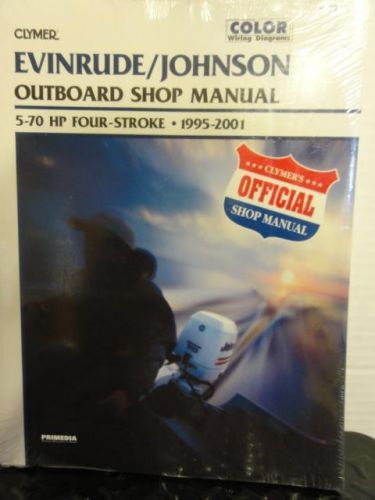 CLYMER®
COLOR
Wiring Diagrams
EVINRUDE/JOHNSON
OUTBOARD SHOP MANUAL
5-70 HP FOUR-STROKE • 1995-2001
CLYMER'S
OFFICIAL
SHOP MANUAL
PRIMEDIA